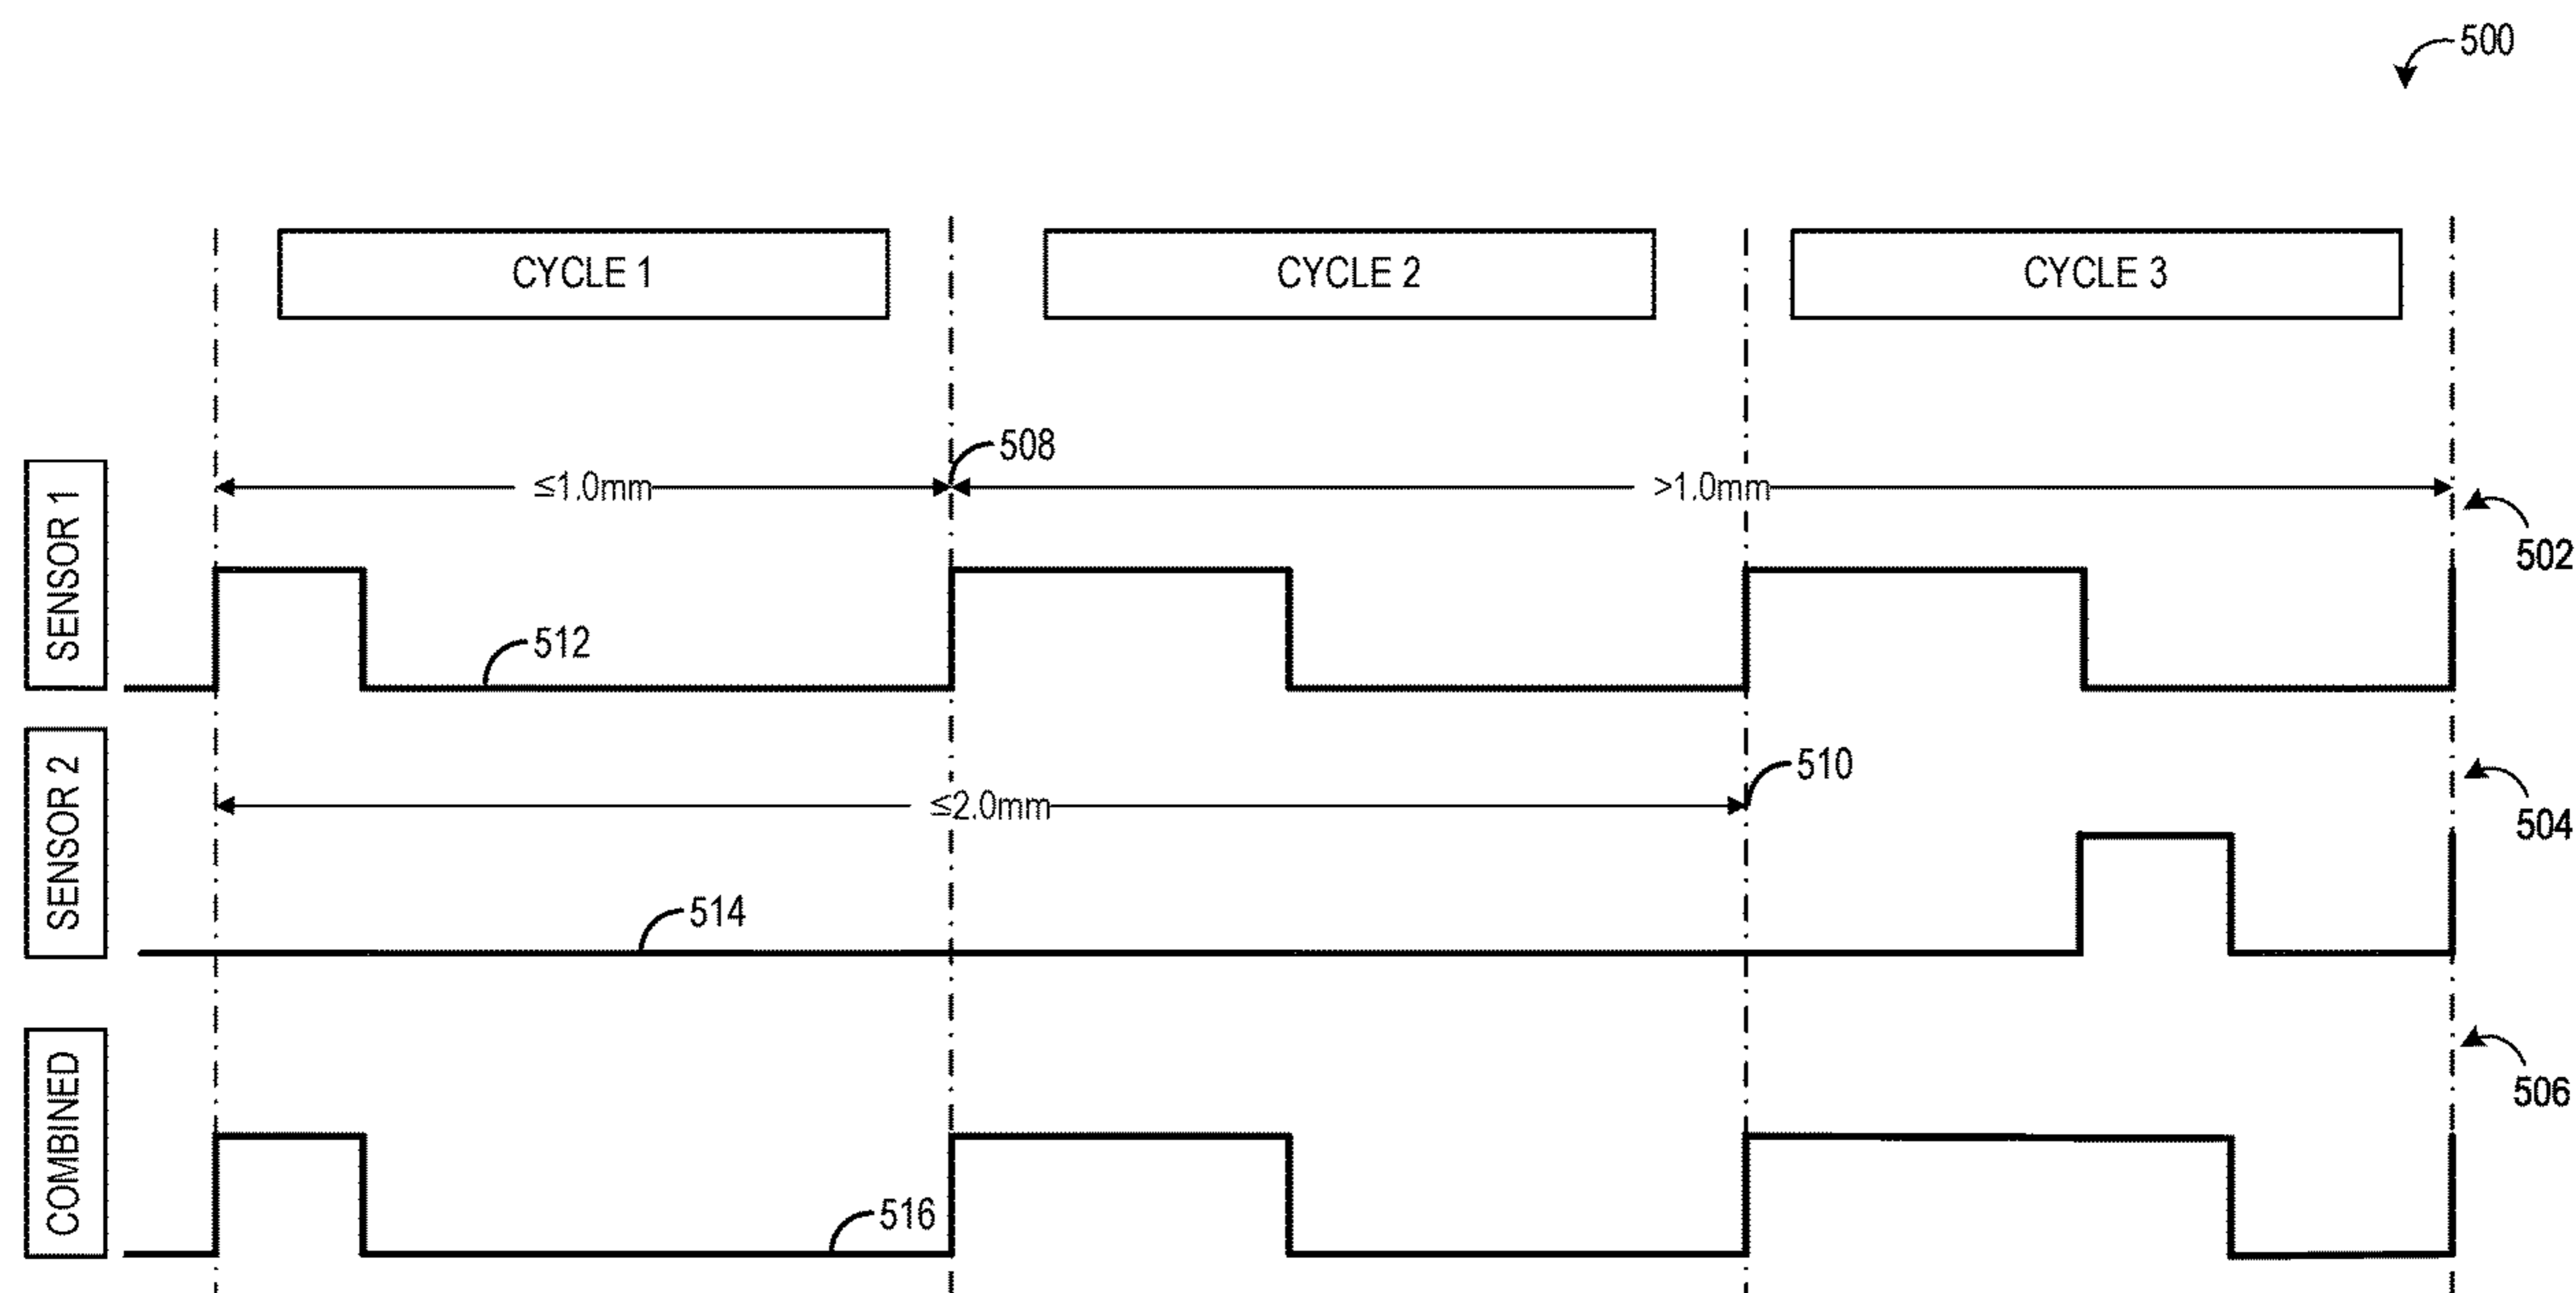 500
CYCLE 1
CYCLE 2
CYCLE 3
508
≤1.0mm
>1.0mm
SENSOR 1
502
512
SENSOR 2
510
≤2.0mm
504
514
COMBINED
506
516